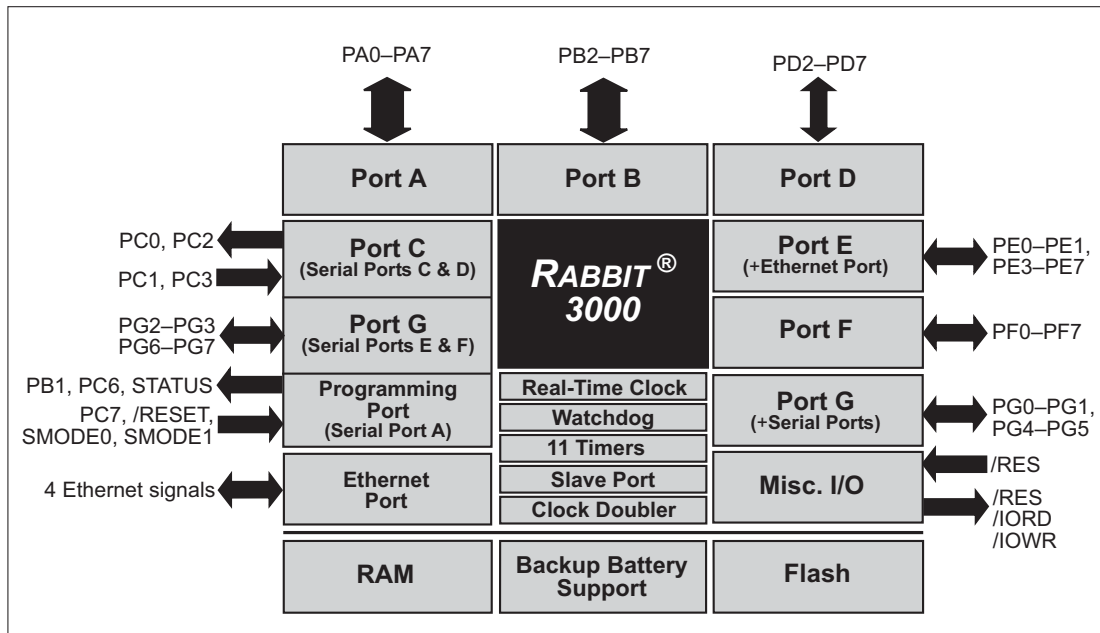 PA0–PA7
PB2–PB7
PD2–PD7
Port A
Port B
Port D
PC0, PC2
PC1, PC3
Port C
(Serial Ports C & D)
RABBIT ®
3000
Port E
(+Ethernet Port)
PE0–PE1,
PE3–PE7
PG2–PG3
PG6–PG7
Port G
(Serial Ports E & F)
Port F
PF0–PF7
PB1, PC6, STATUS
PC7, /RESET,
SMODE0, SMODE1
Programming
Port
(Serial Port A)
Real-Time Clock
Watchdog
11 Timers
Slave Port
Clock Doubler
Port G
(+Serial Ports)
PG0–PG1,
PG4–PG5
4 Ethernet signals
Ethernet
Port
Misc. I/O
/RES
/RES
/IORD
/IOWR
RAM
Backup Battery
Support
Flash